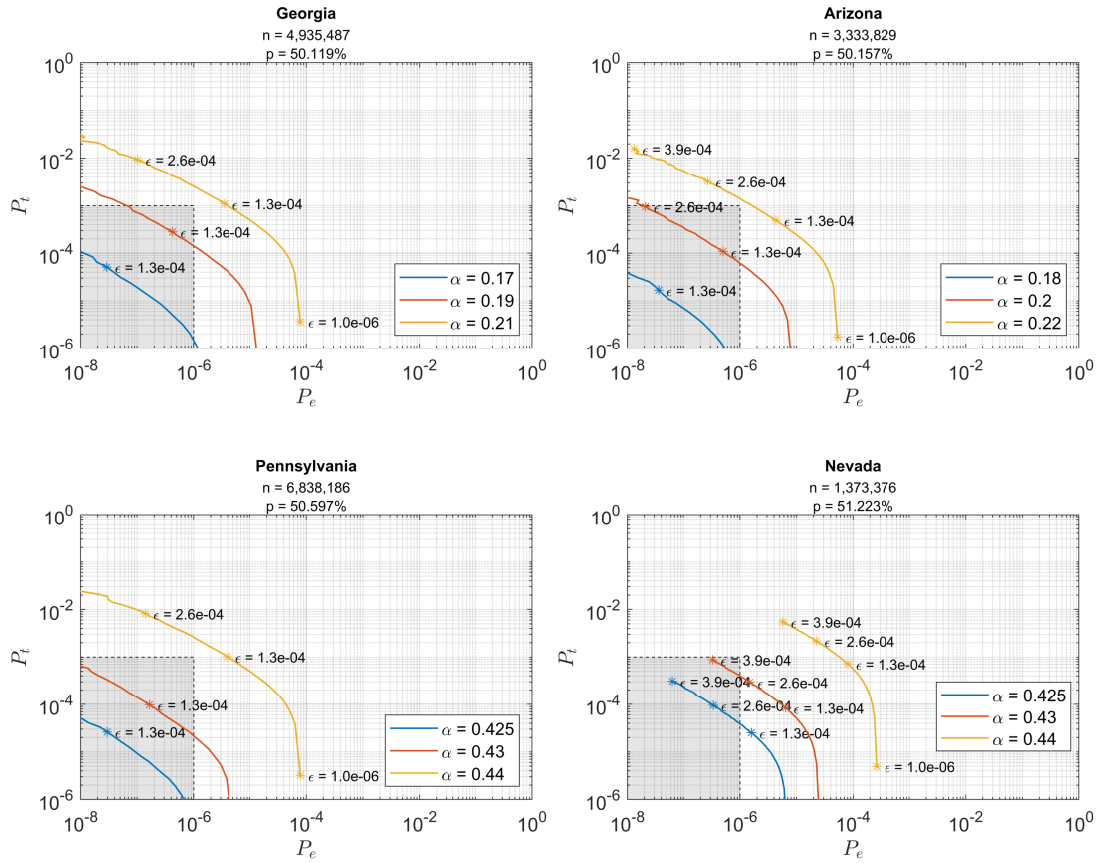 Georgia
n = 4,935,487
p = 50.119%
10^0
10^-2
10^-4
10^-6
P_t
ϵ = 2.6e-04
ϵ = 1.3e-04
ϵ = 1.3e-04
ϵ = 1.3e-04
ϵ = 1.0e-06
α = 0.17
α = 0.19
α = 0.21
10^-8 10^-6 10^-4 10^-2 10^0
P_e
Arizona
n = 3,333,829
p = 50.157%
10^0
10^-2
10^-4
10^-6
P_t
ϵ = 3.9e-04
ϵ = 2.6e-04
ϵ = 2.6e-04
ϵ = 1.3e-04
ϵ = 1.3e-04
ϵ = 1.3e-04
ϵ = 1.0e-06
α = 0.18
α = 0.2
α = 0.22
10^-8 10^-6 10^-4 10^-2 10^0
P_e
Pennsylvania
n = 6,838,186
p = 50.597%
10^0
10^-2
10^-4
10^-6
P_t
ϵ = 2.6e-04
ϵ = 1.3e-04
ϵ = 1.3e-04
ϵ = 1.3e-04
ϵ = 1.0e-06
α = 0.425
α = 0.43
α = 0.44
10^-8 10^-6 10^-4 10^-2 10^0
P_e
Nevada
n = 1,373,376
p = 51.223%
10^0
10^-2
10^-4
10^-6
P_t
ϵ = 3.9e-04
ϵ = 2.6e-04
ϵ = 3.9e-04
ϵ = 1.3e-04
ϵ = 3.9e-04
ϵ = 2.6e-04
ϵ = 2.6e-04
ϵ = 1.3e-04
ϵ = 1.3e-04
ϵ = 1.0e-06
α = 0.425
α = 0.43
α = 0.44
10^-8 10^-6 10^-4 10^-2 10^0
P_e